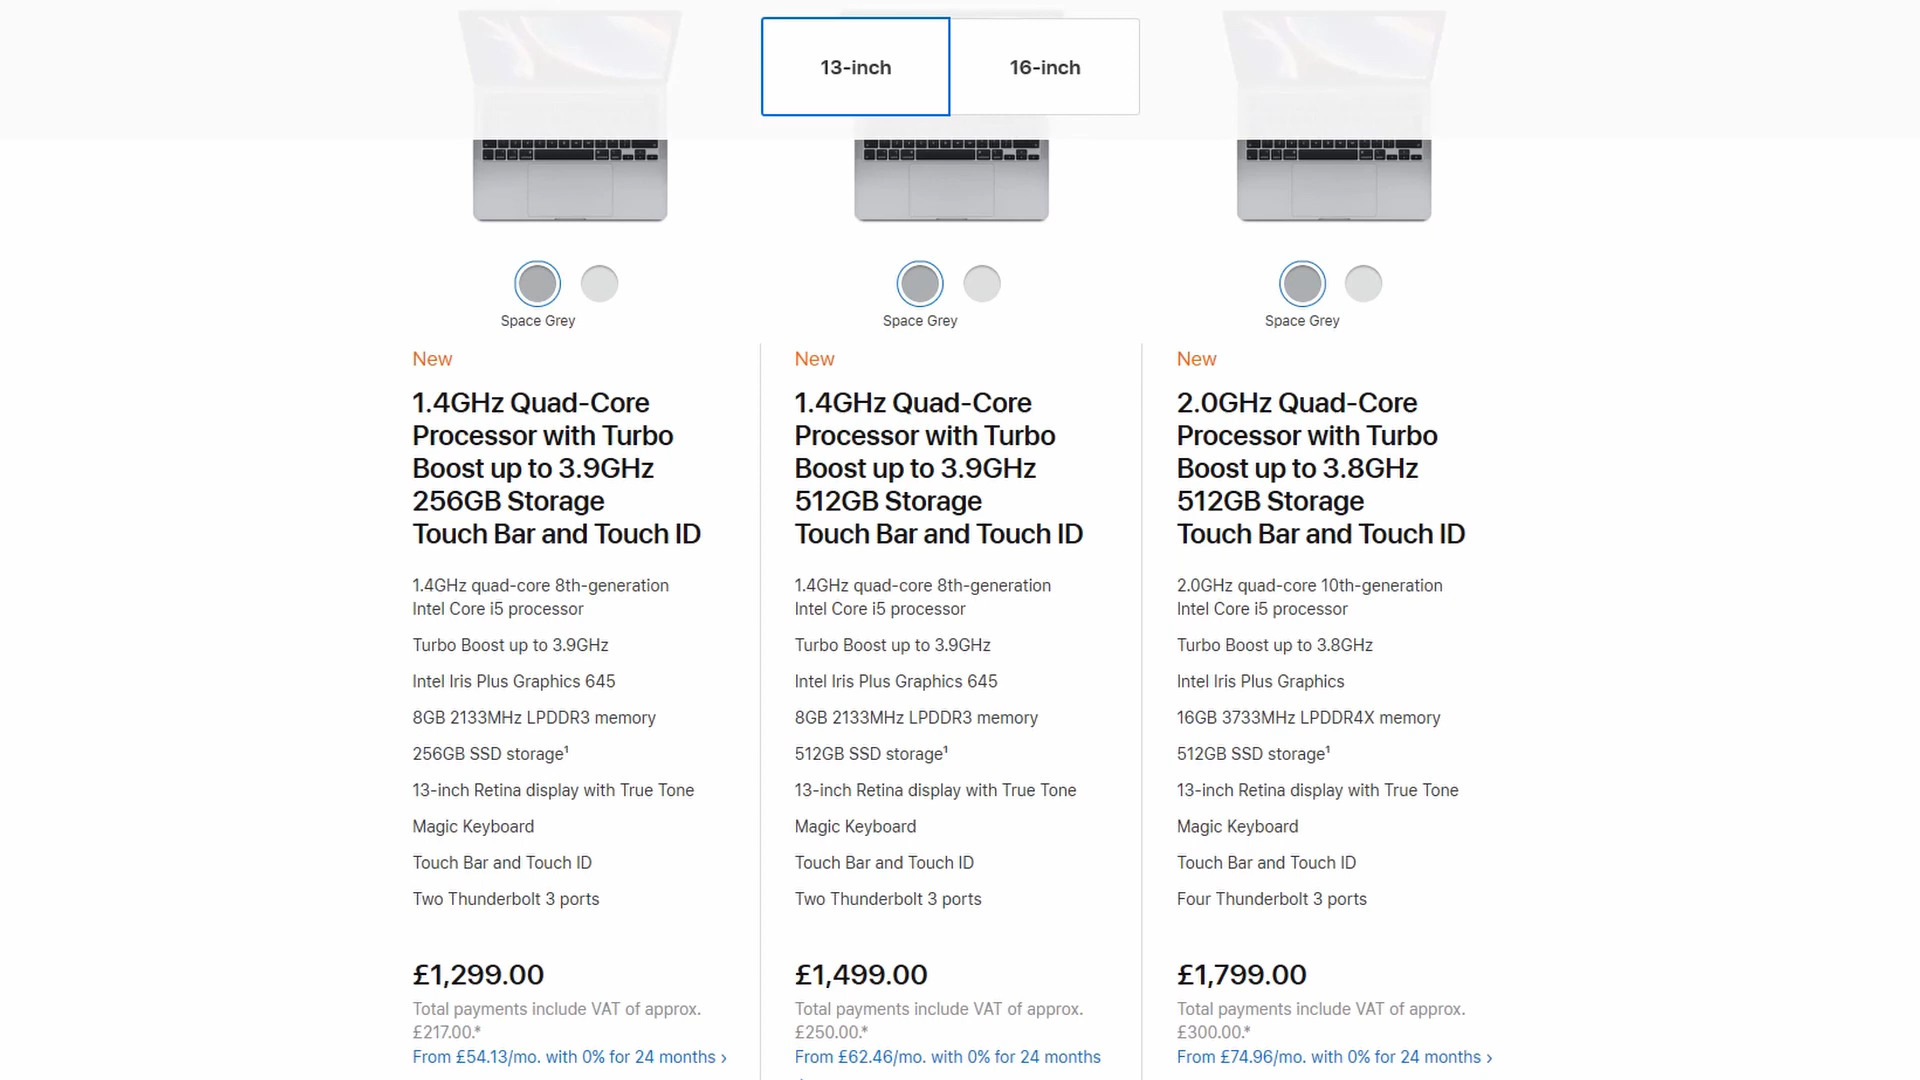 13-inch
16-inch
Space Grey
New
1.4GHz Quad-Core
Processor with Turbo
Boost up to 3.9GHz
256GB Storage
Touch Bar and Touch ID
1.4GHz quad-core 8th-generation
Intel Core i5 processor
Turbo Boost up to 3.9GHz
Intel Iris Plus Graphics 645
8GB 2133MHz LPDDR3 memory
256GB SSD storage¹
13-inch Retina display with True Tone
Magic Keyboard
Touch Bar and Touch ID
Two Thunderbolt 3 ports
£1,299.00
Total payments include VAT of approx.
£217.00.*
From £54.13/mo. with 0% for 24 months ›
Space Grey
New
1.4GHz Quad-Core
Processor with Turbo
Boost up to 3.9GHz
512GB Storage
Touch Bar and Touch ID
1.4GHz quad-core 8th-generation
Intel Core i5 processor
Turbo Boost up to 3.9GHz
Intel Iris Plus Graphics 645
8GB 2133MHz LPDDR3 memory
512GB SSD storage¹
13-inch Retina display with True Tone
Magic Keyboard
Touch Bar and Touch ID
Two Thunderbolt 3 ports
£1,499.00
Total payments include VAT of approx.
£250.00.*
From £62.46/mo. with 0% for 24 months
Space Grey
New
2.0GHz Quad-Core
Processor with Turbo
Boost up to 3.8GHz
512GB Storage
Touch Bar and Touch ID
2.0GHz quad-core 10th-generation
Intel Core i5 processor
Turbo Boost up to 3.8GHz
Intel Iris Plus Graphics
16GB 3733MHz LPDDR4X memory
512GB SSD storage¹
13-inch Retina display with True Tone
Magic Keyboard
Touch Bar and Touch ID
Four Thunderbolt 3 ports
£1,799.00
Total payments include VAT of approx.
£300.00.*
From £74.96/mo. with 0% for 24 months ›